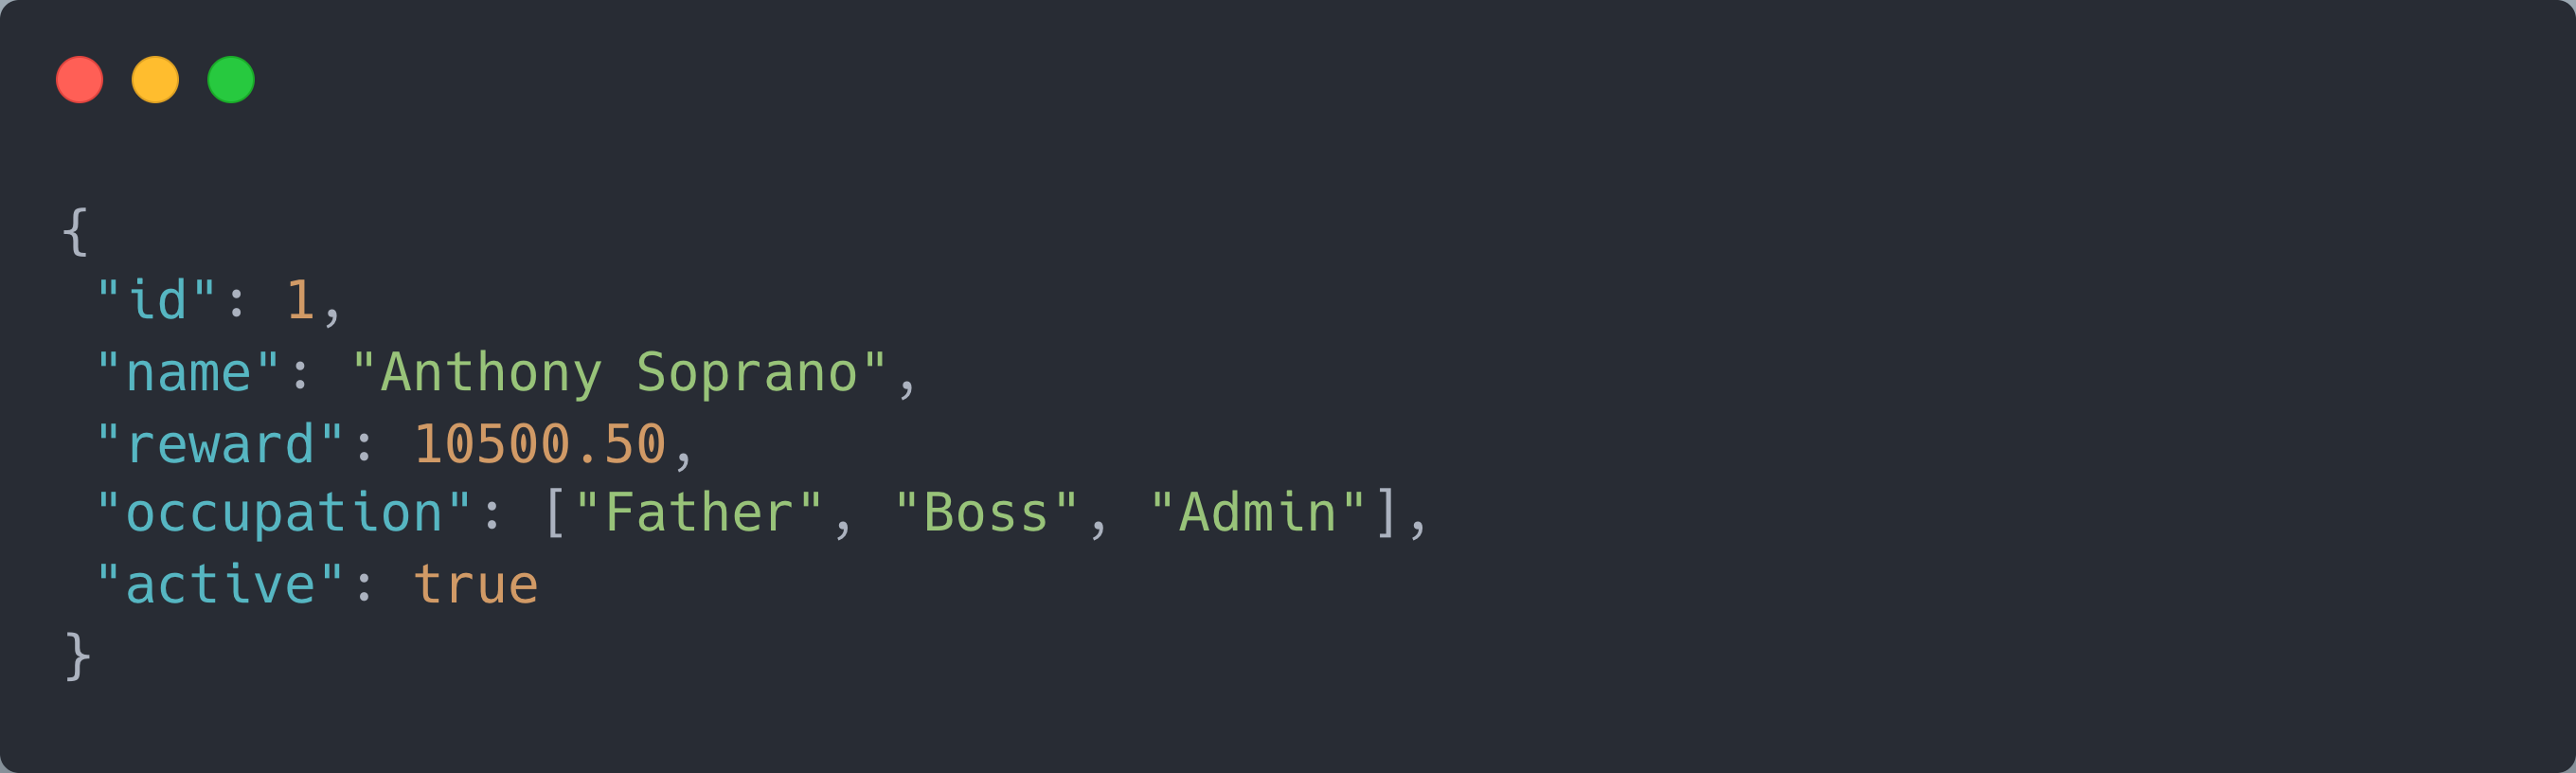 {
 "id": 1,
 "name": "Anthony Soprano",
 "reward": 10500.50,
 "occupation": ["Father", "Boss", "Admin"],
 "active": true
}